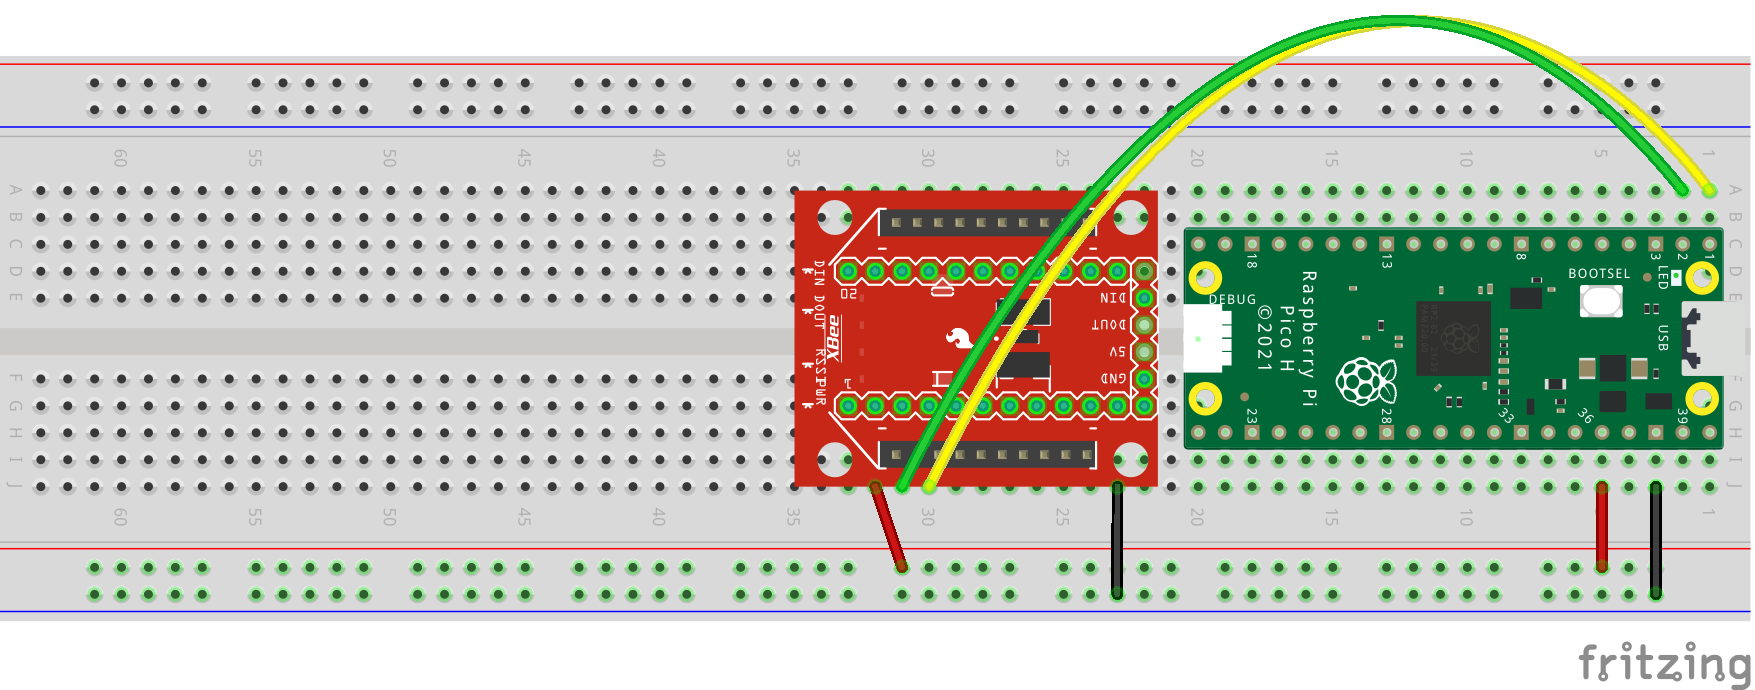 60 55 50 45 40 35 30 25 20 15 10 5 1
A
B
C
D
E
F
G
H
I
J
A
B
C
D
E
F
G
H
I
J
DIN
DOUT
RSSI
PWR
XBee
20
1
DIN
DOUT
5V
GND
18 13 8 3 2 1
DEBUG
BOOTSEL
LED
USB
Raspberry Pi
Pico H
©2021
23 28 33 36 39
60 55 50 45 40 35 30 25 20 15 10 1
fritzing